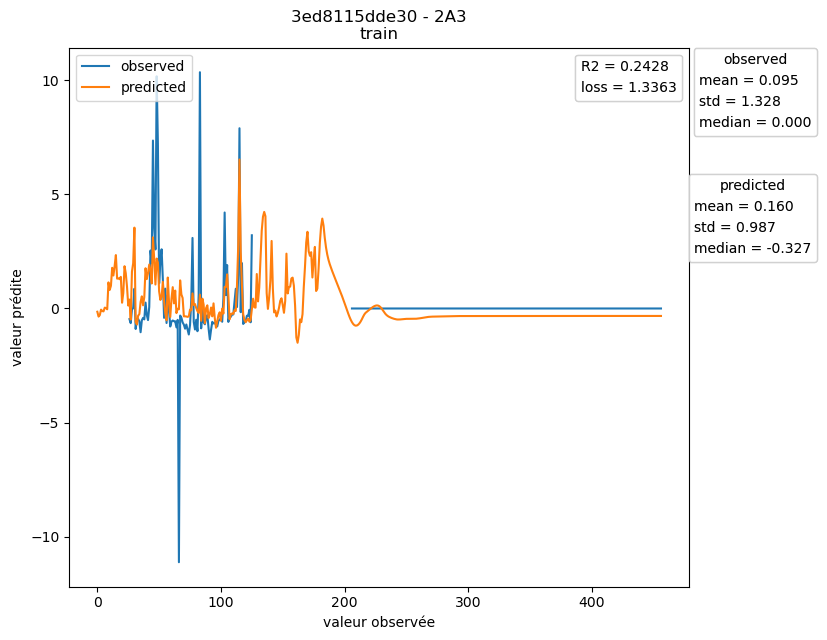 3ed8115dde30 - 2A3
train
observed
predicted
R2 = 0.2428
loss = 1.3363
observed
mean = 0.095
std = 1.328
median = 0.000
predicted
mean = 0.160
std = 0.987
median = -0.327
10
5
0
−5
−10
valeur prédite
0
100
200
300
400
valeur observée